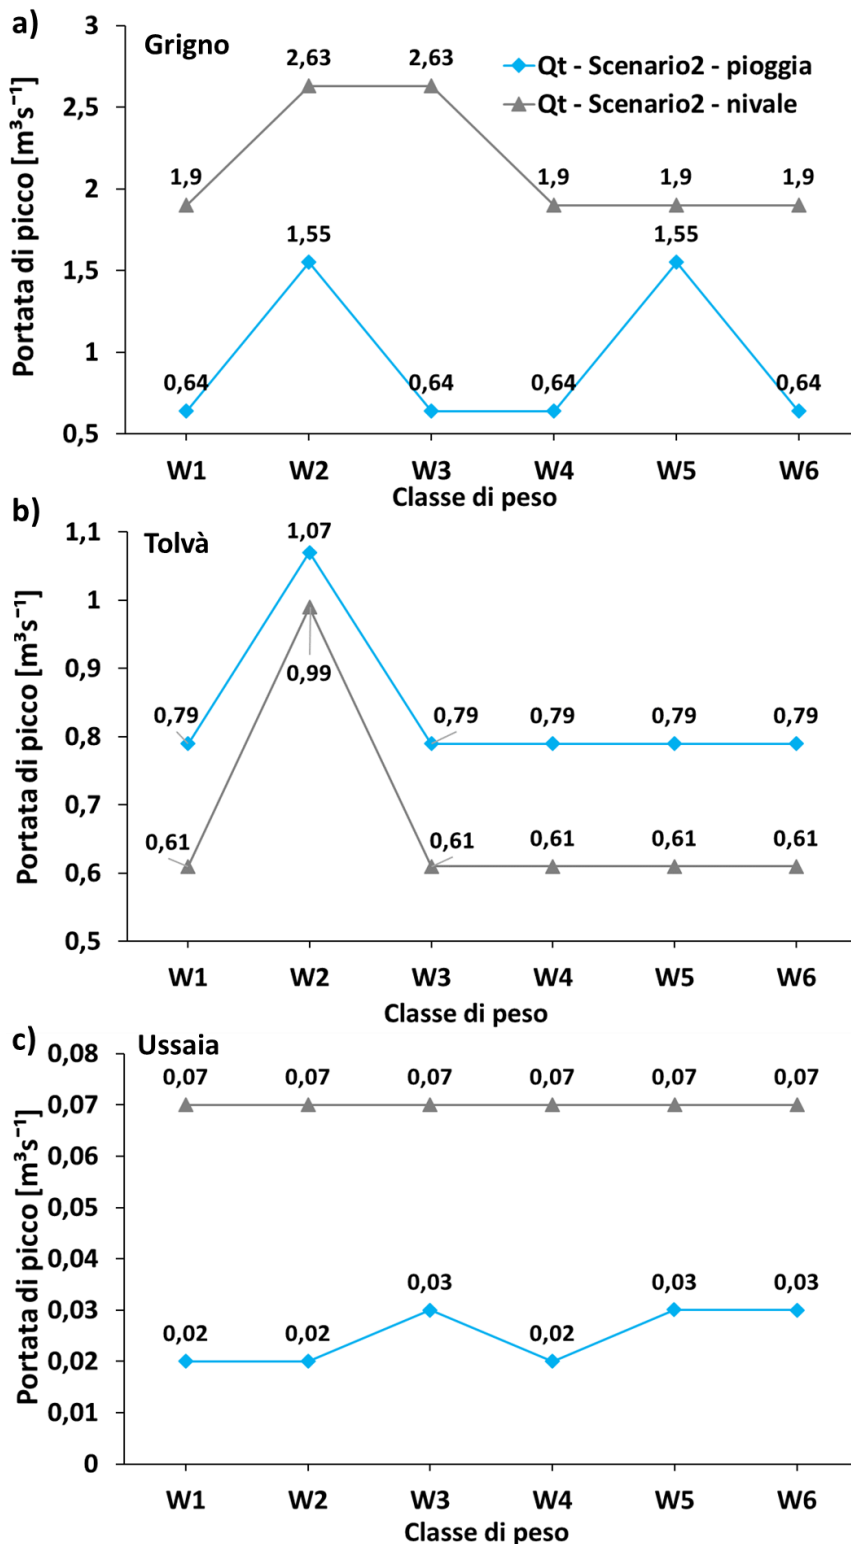 a)
Grigno
Qt - Scenario2 - pioggia
Qt - Scenario2 - nivale
Portata di picco [m³s⁻¹]
3
2,5
2
1,5
1
0,5
1,9 2,63 2,63 1,9 1,9 1,9
0,64 1,55 0,64 0,64 1,55 0,64
W1 W2 W3 W4 W5 W6
Classe di peso
b)
Tolvà
Portata di picco [m³s⁻¹]
1,1
1
0,9
0,8
0,7
0,6
0,5
0,79 1,07 0,79 0,79 0,79 0,79
0,61 0,99 0,61 0,61 0,61 0,61
W1 W2 W3 W4 W5 W6
Classe di peso
c)
Ussaia
Portata di picco [m³s⁻¹]
0,08
0,07
0,06
0,05
0,04
0,03
0,02
0,01
0
0,07 0,07 0,07 0,07 0,07 0,07
0,02 0,02 0,03 0,02 0,03 0,03
W1 W2 W3 W4 W5 W6
Classe di peso